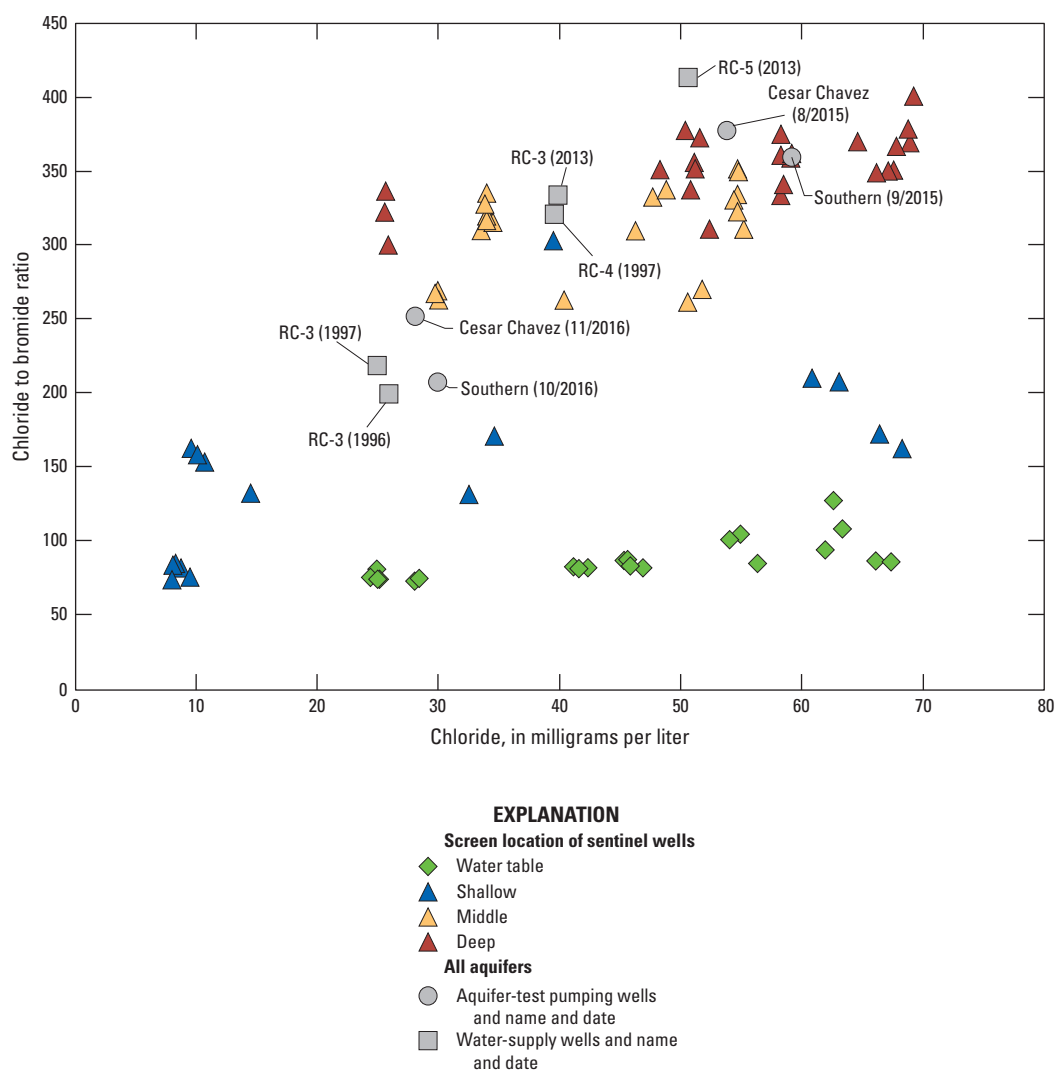 450
400
350
300
250
200
150
100
50
0
Chloride to bromide ratio
RC-5 (2013)
Cesar Chavez
(8/2015)
RC-3 (2013)
Southern (9/2015)
RC-4 (1997)
Cesar Chavez (11/2016)
RC-3 (1997)
Southern (10/2016)
RC-3 (1996)
0 10 20 30 40 50 60 70 80
Chloride, in milligrams per liter
EXPLANATION
Screen location of sentinel wells
Water table
Shallow
Middle
Deep
All aquifers
Aquifer-test pumping wells
and name and date
Water-supply wells and name
and date